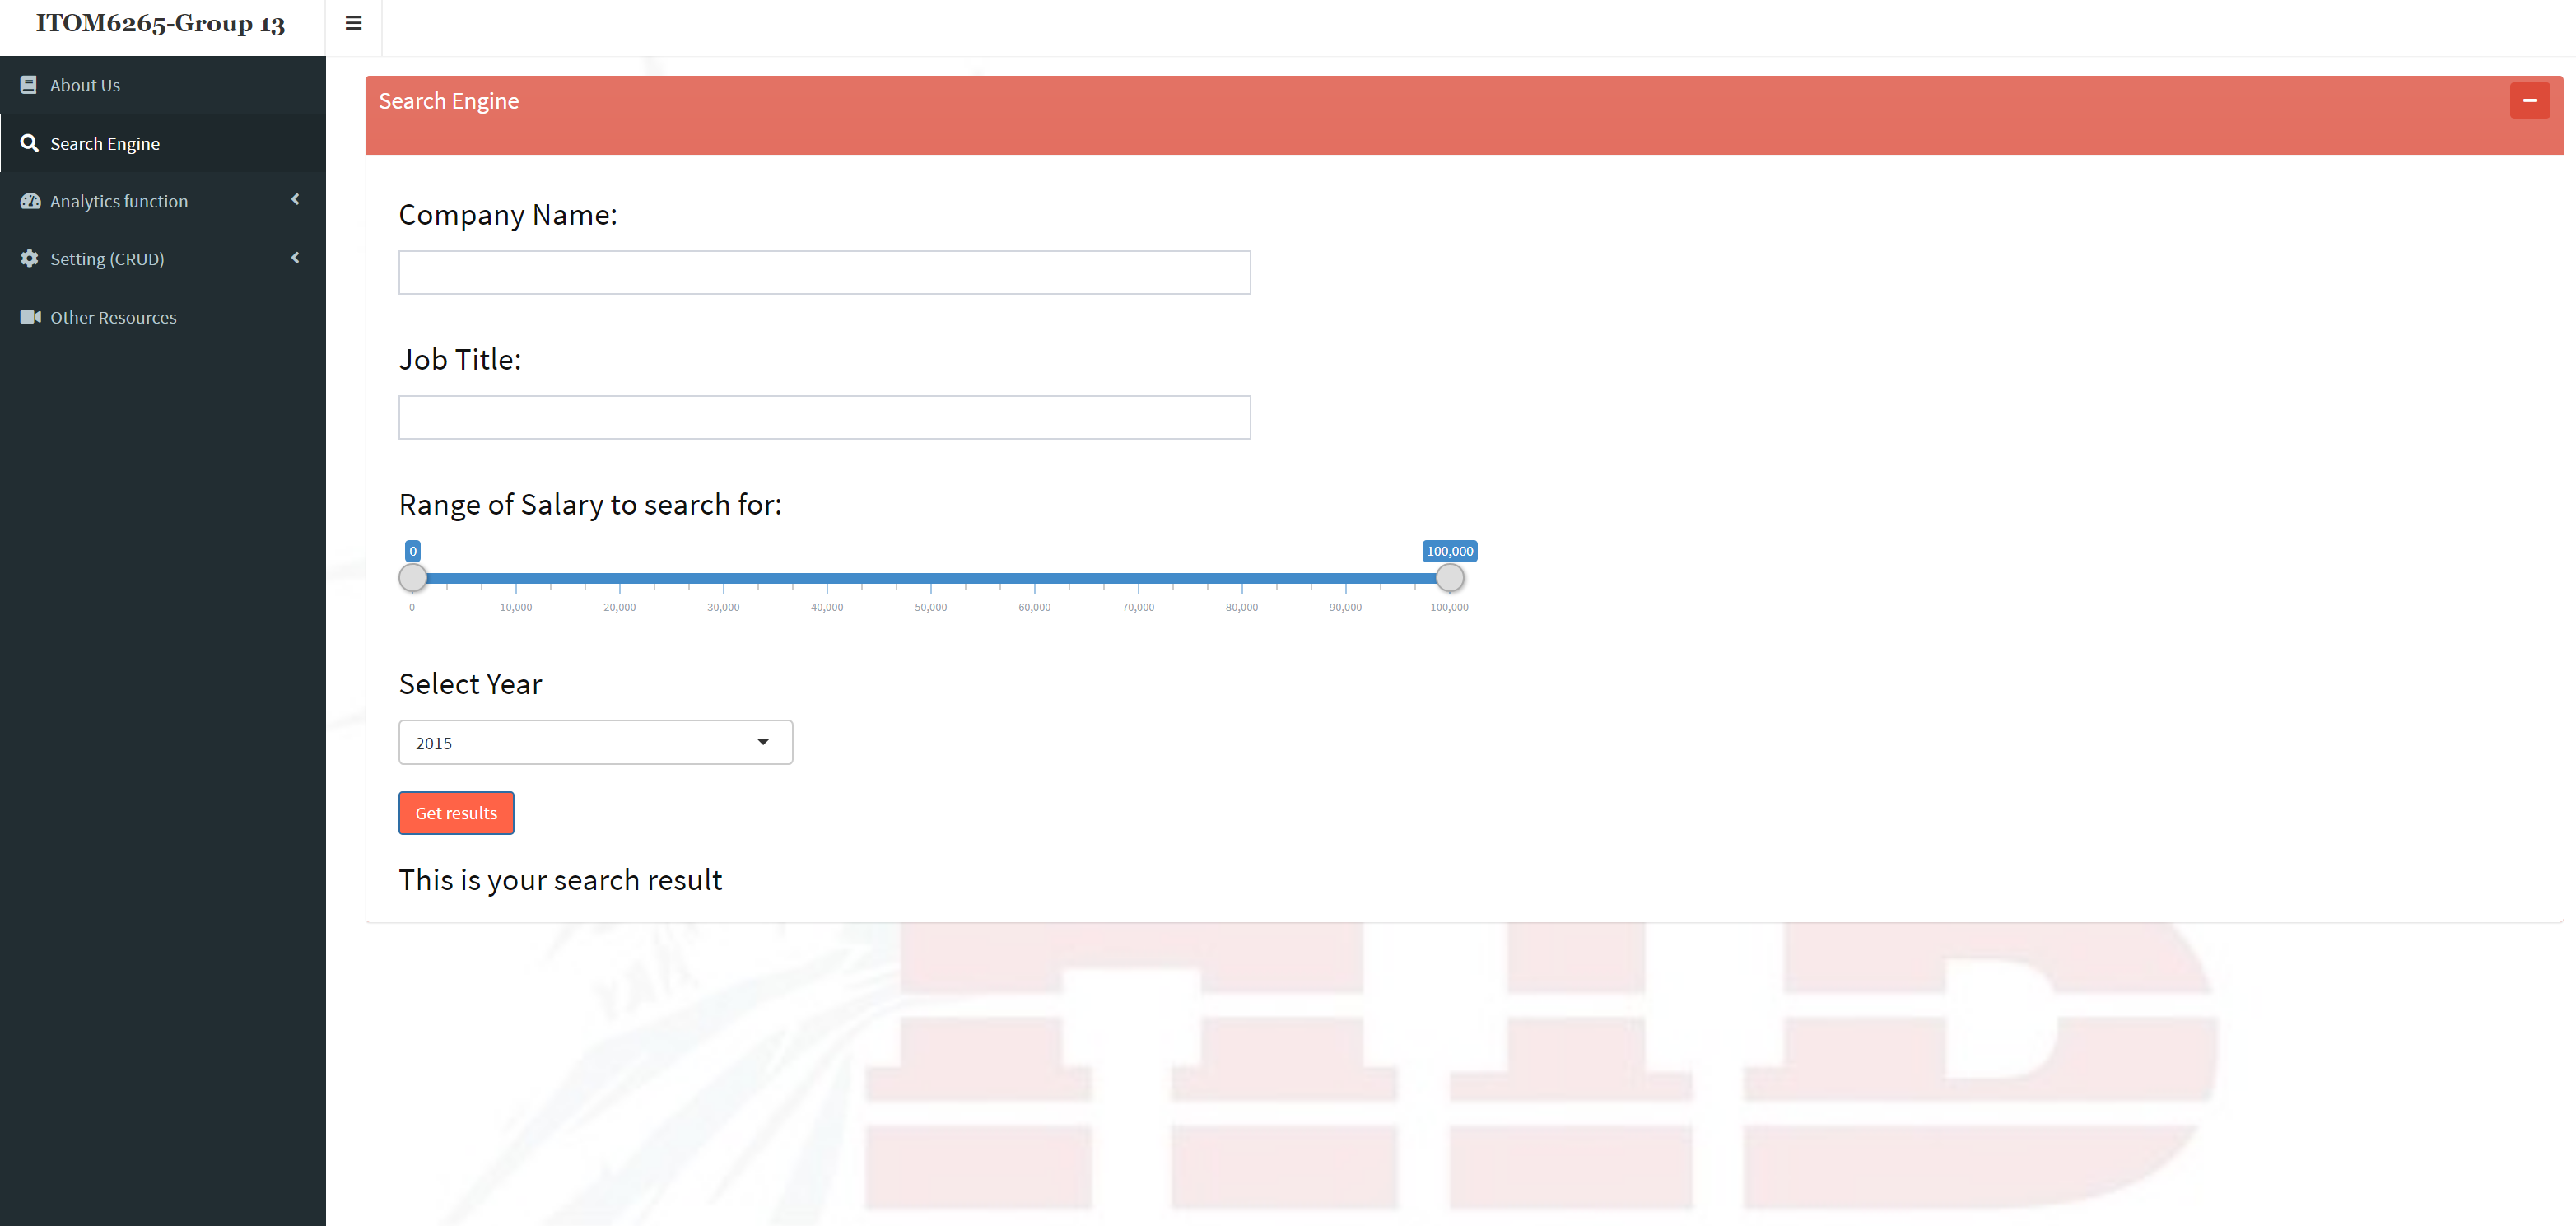 ITOM6265-Group 13
About Us
Search Engine
Analytics function
Setting (CRUD)
Other Resources
Search Engine
Company Name:
Job Title:
Range of Salary to search for:
0 100,000
0 10,000 20,000 30,000 40,000 50,000 60,000 70,000 80,000 90,000 100,000
Select Year
2015
Get results
This is your search result